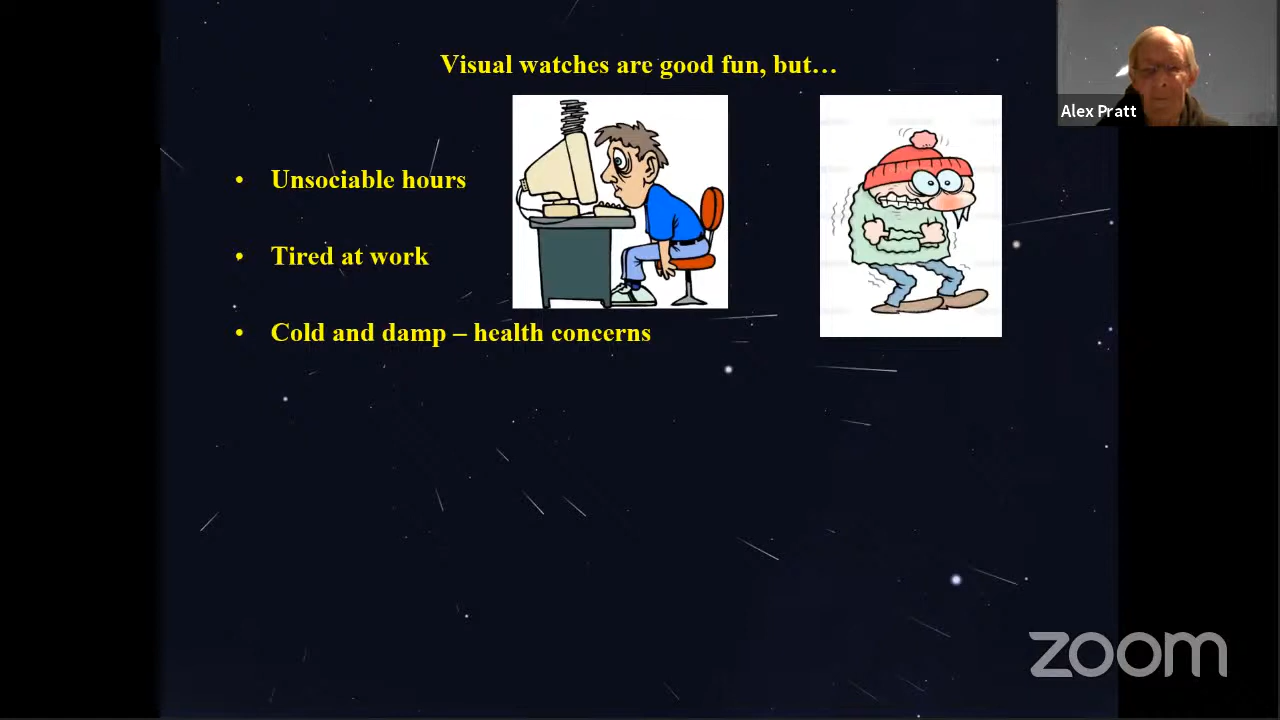 Visual watches are good fun, but…
Alex Pratt
• Unsociable hours
• Tired at work
• Cold and damp – health concerns
zoom